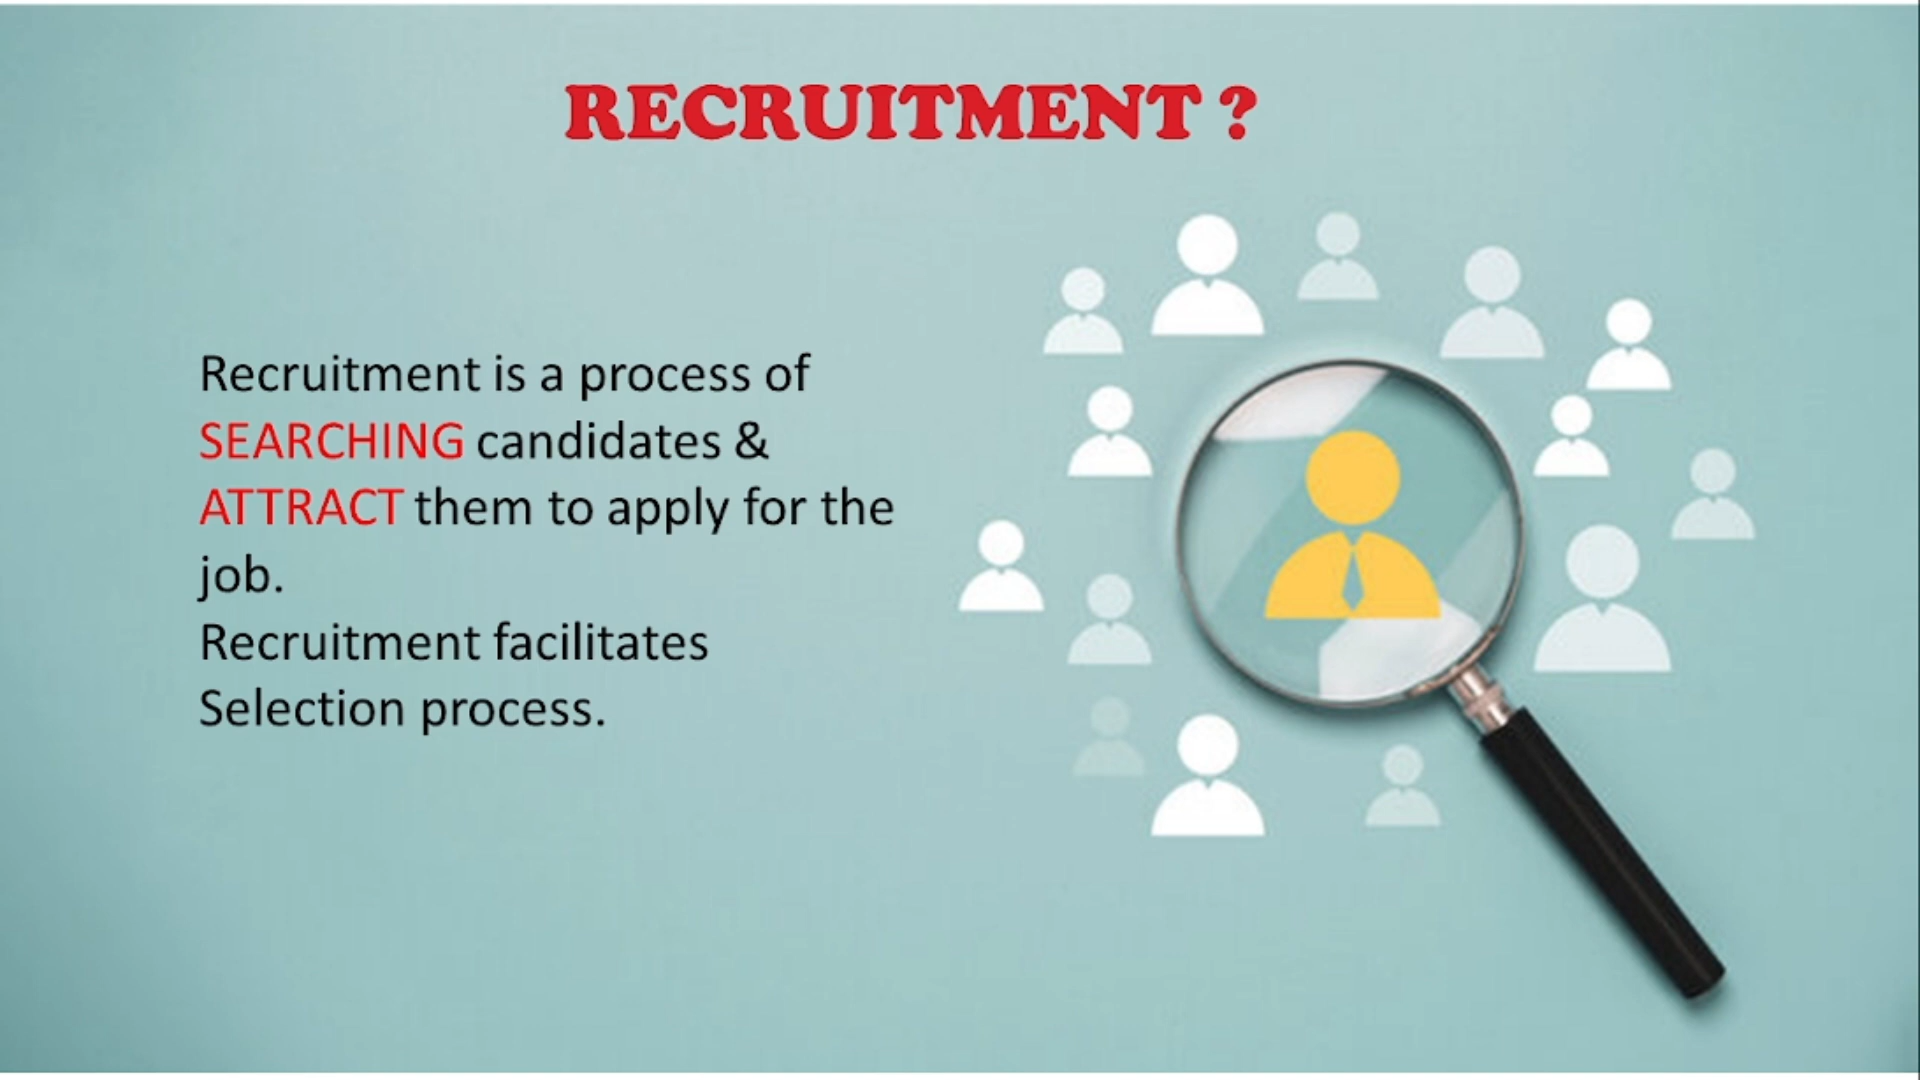 RECRUITMENT ?
Recruitment is a process of
SEARCHING candidates &
ATTRACT them to apply for the
job.
Recruitment facilitates
Selection process.